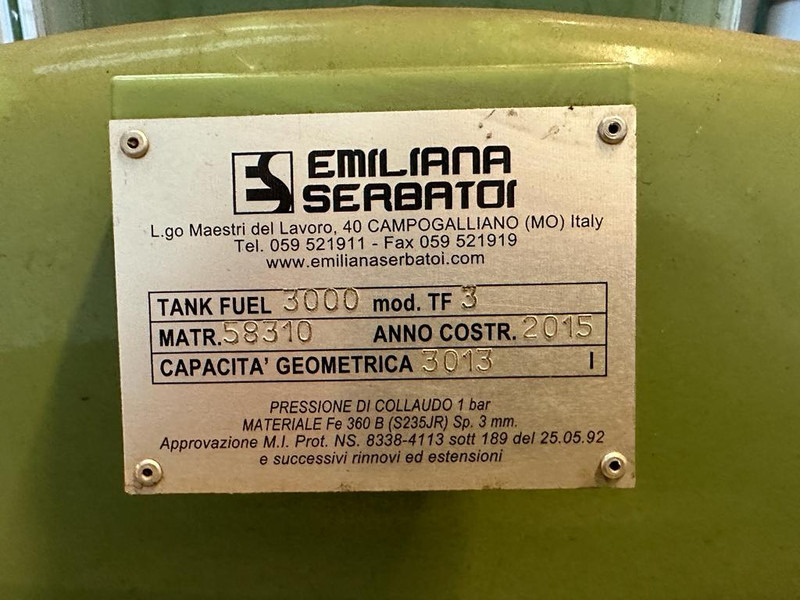 ES EMILIANA
SERBATOI
L.go Maestri del Lavoro, 40 CAMPOGALLIANO (MO) Italy
Tel. 059 521911 - Fax 059 521919
www.emilianaserbatoi.com
TANK FUEL 3000 mod. TF 3
MATR. 58310 ANNO COSTR. 2015
CAPACITA' GEOMETRICA 3013 l
PRESSIONE DI COLLAUDO 1 bar
MATERIALE Fe 360 B (S235JR) Sp. 3 mm.
Approvazione M.I. Prot. NS. 8338-4113 sott 189 del 25.05.92
e successivi rinnovi ed estensioni